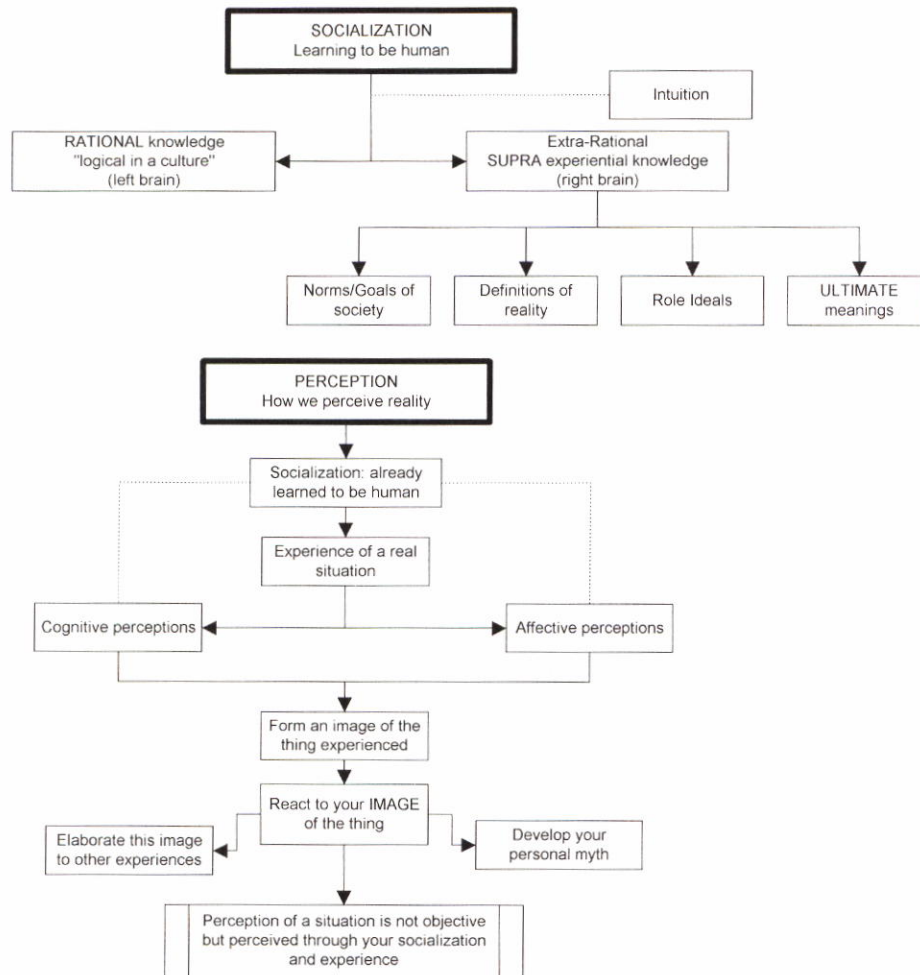 SOCIALIZATION
Learning to be human
Intuition
RATIONAL knowledge
"logical in a culture"
(left brain)
Extra-Rational
SUPRA experiential knowledge
(right brain)
Norms/Goals of
society
Definitions of
reality
Role Ideals
ULTIMATE
meanings
PERCEPTION
How we perceive reality
Socialization: already
learned to be human
Experience of a real
situation
Cognitive perceptions
Affective perceptions
Form an image of the
thing experienced
React to your IMAGE
of the thing
Elaborate this image
to other experiences
Develop your
personal myth
Perception of a situation is not objective
but perceived through your socialization
and experience